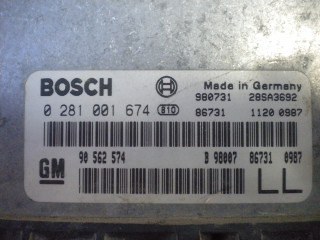 BOSCH Made in Germany
980731 28SA3692
0 281 001 674 810 86731 1120 0987
GM 90 562 574 B 98007 86731 0987
LL